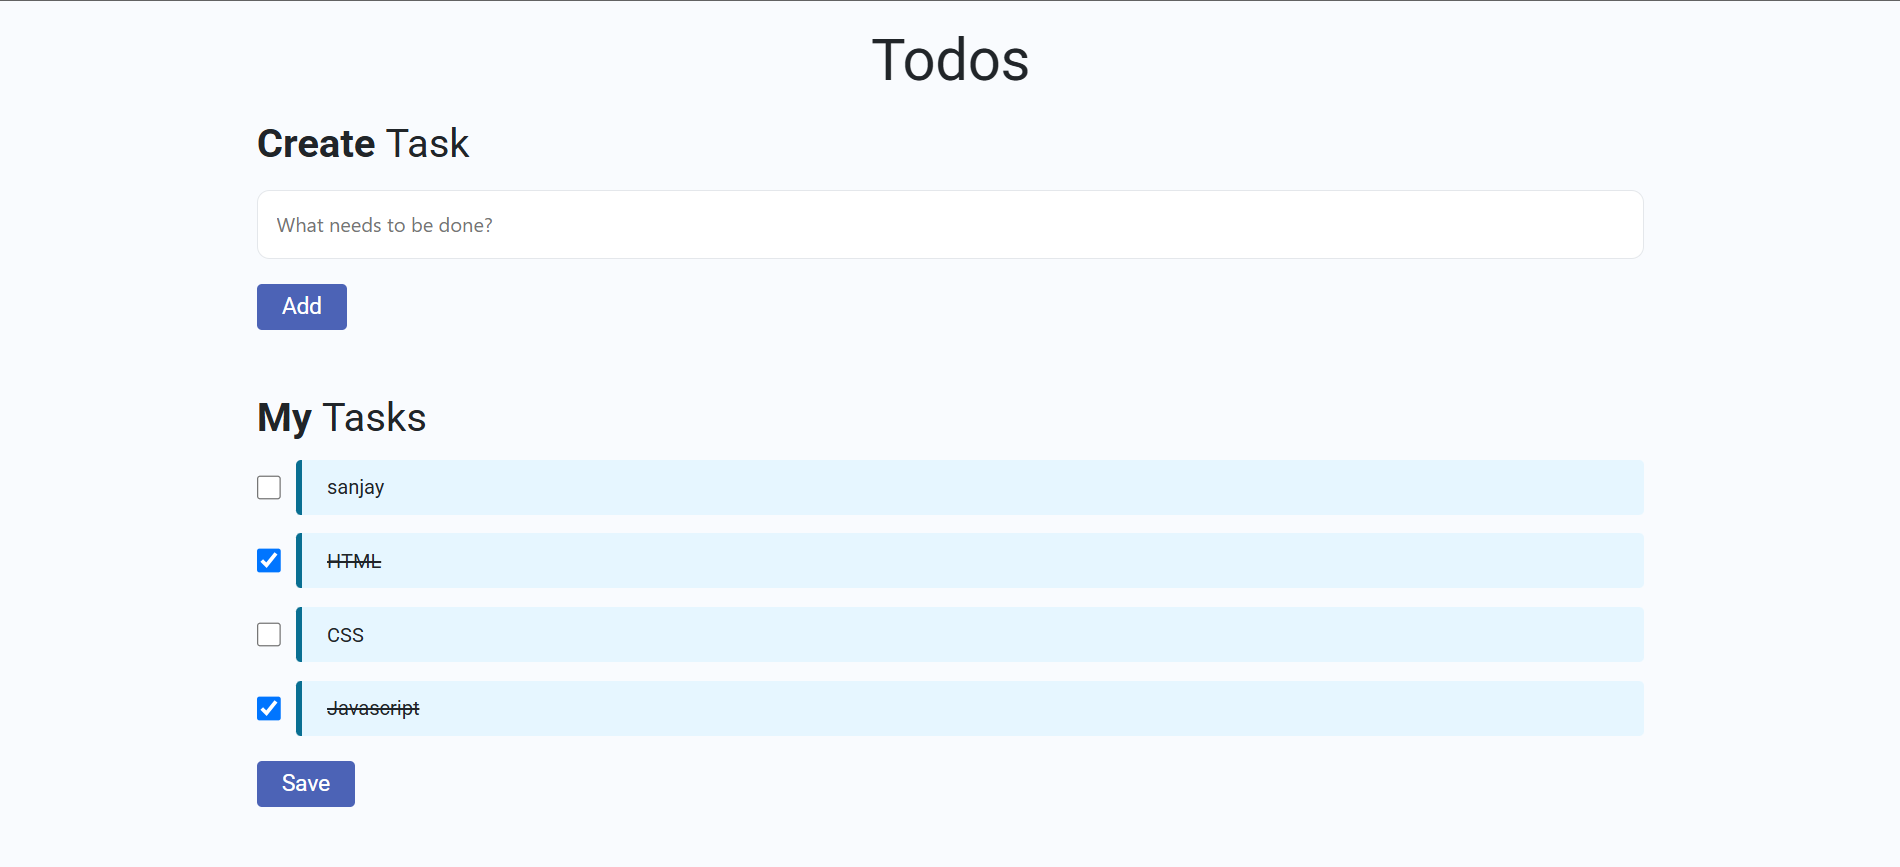 Todos
Create Task
What needs to be done?
Add
My Tasks
sanjay
HTML
CSS
Javascript
Save